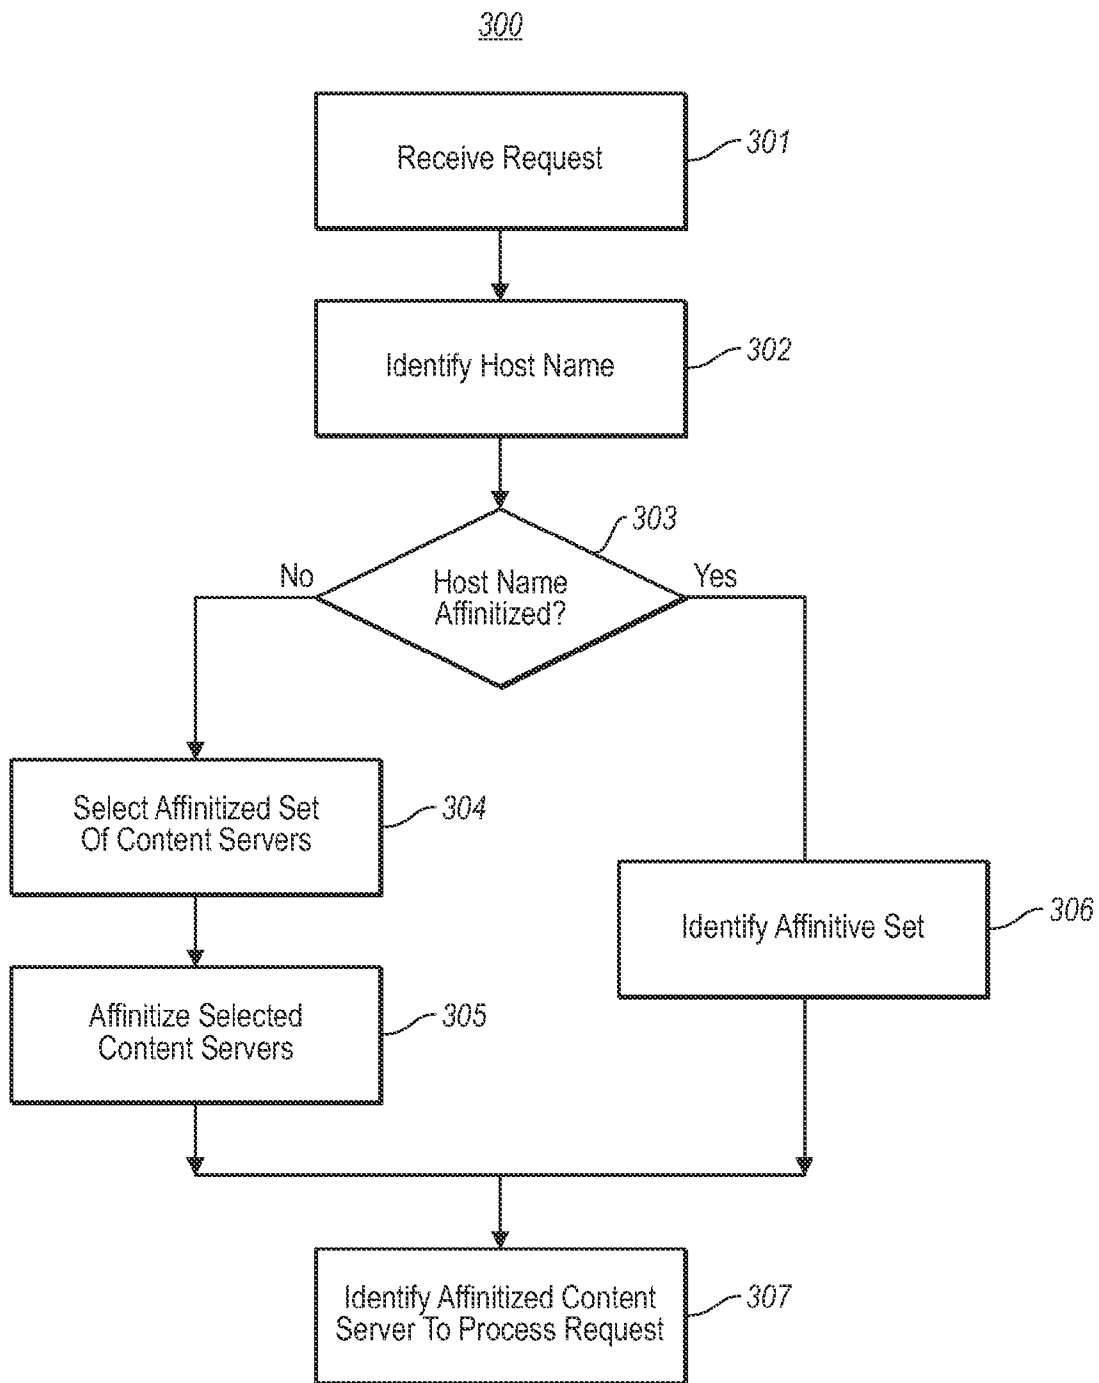 300
Receive Request
301
Identify Host Name
302
303
No
Host Name
Affinitized?
Yes
Select Affinitized Set
Of Content Servers
304
Identify Affinitive Set
306
Affinitize Selected
Content Servers
305
Identify Affinitized Content
Server To Process Request
307